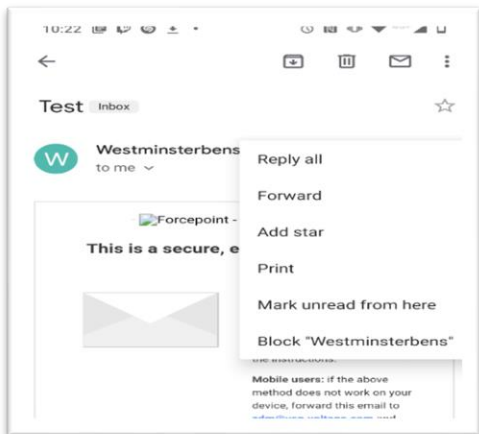 10:22
Test Inbox
W
Westminsterbens
to me
Reply all
Forward
Add star
Print
Mark unread from here
Block "Westminsterbens"
Forcepoint -
This is a secure, e
the instructions.
Mobile users: if the above
method does not work on your
device, forward this email to